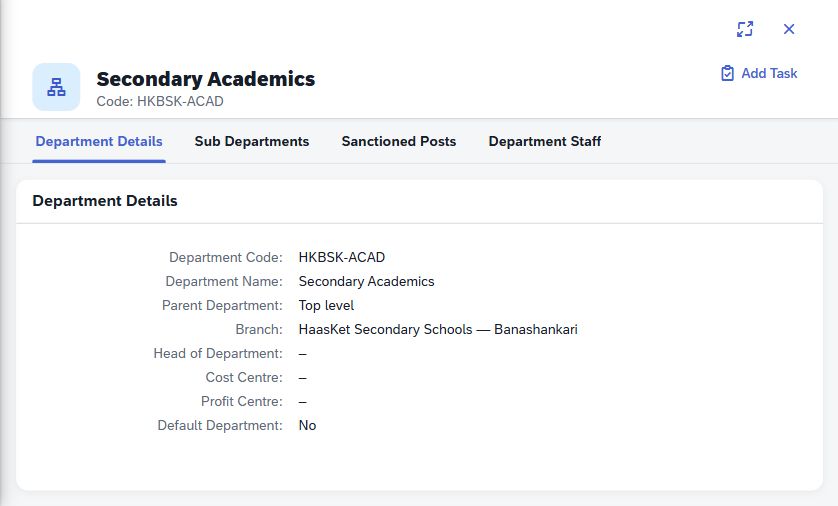 Secondary Academics
Code: HKBSK-ACAD
Add Task
Department Details
Sub Departments
Sanctioned Posts
Department Staff
Department Details
Department Code: HKBSK-ACAD
Department Name: Secondary Academics
Parent Department: Top level
Branch: HaasKet Secondary Schools — Banashankari
Head of Department: –
Cost Centre: –
Profit Centre: –
Default Department: No